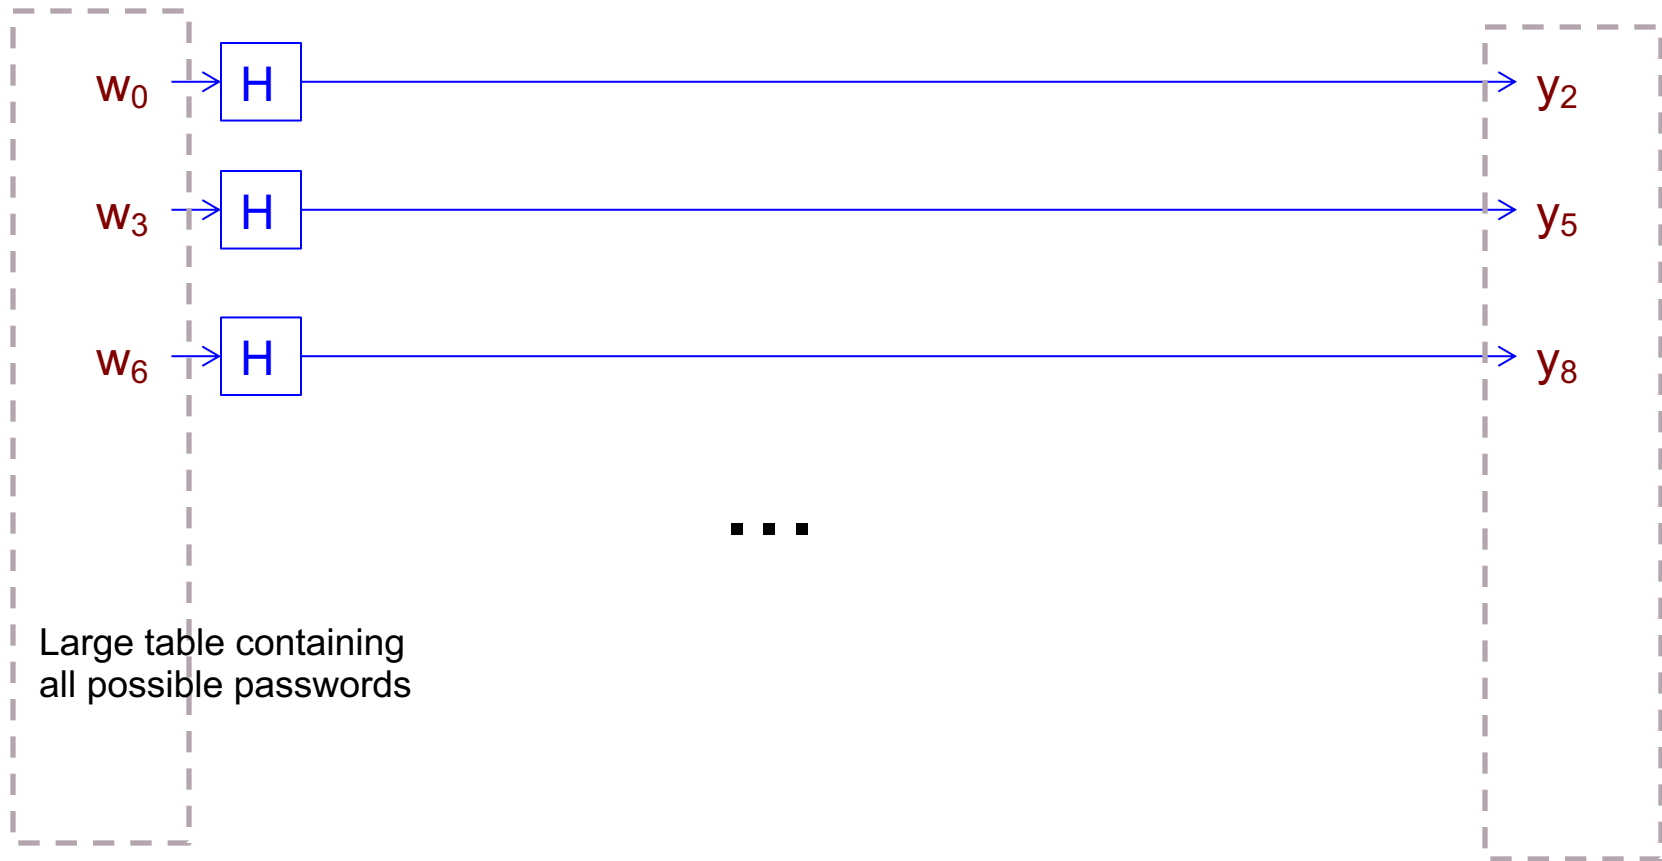 w₀ H y₂
w₃ H y₅
w₆ H y₈
...
Large table containing
all possible passwords